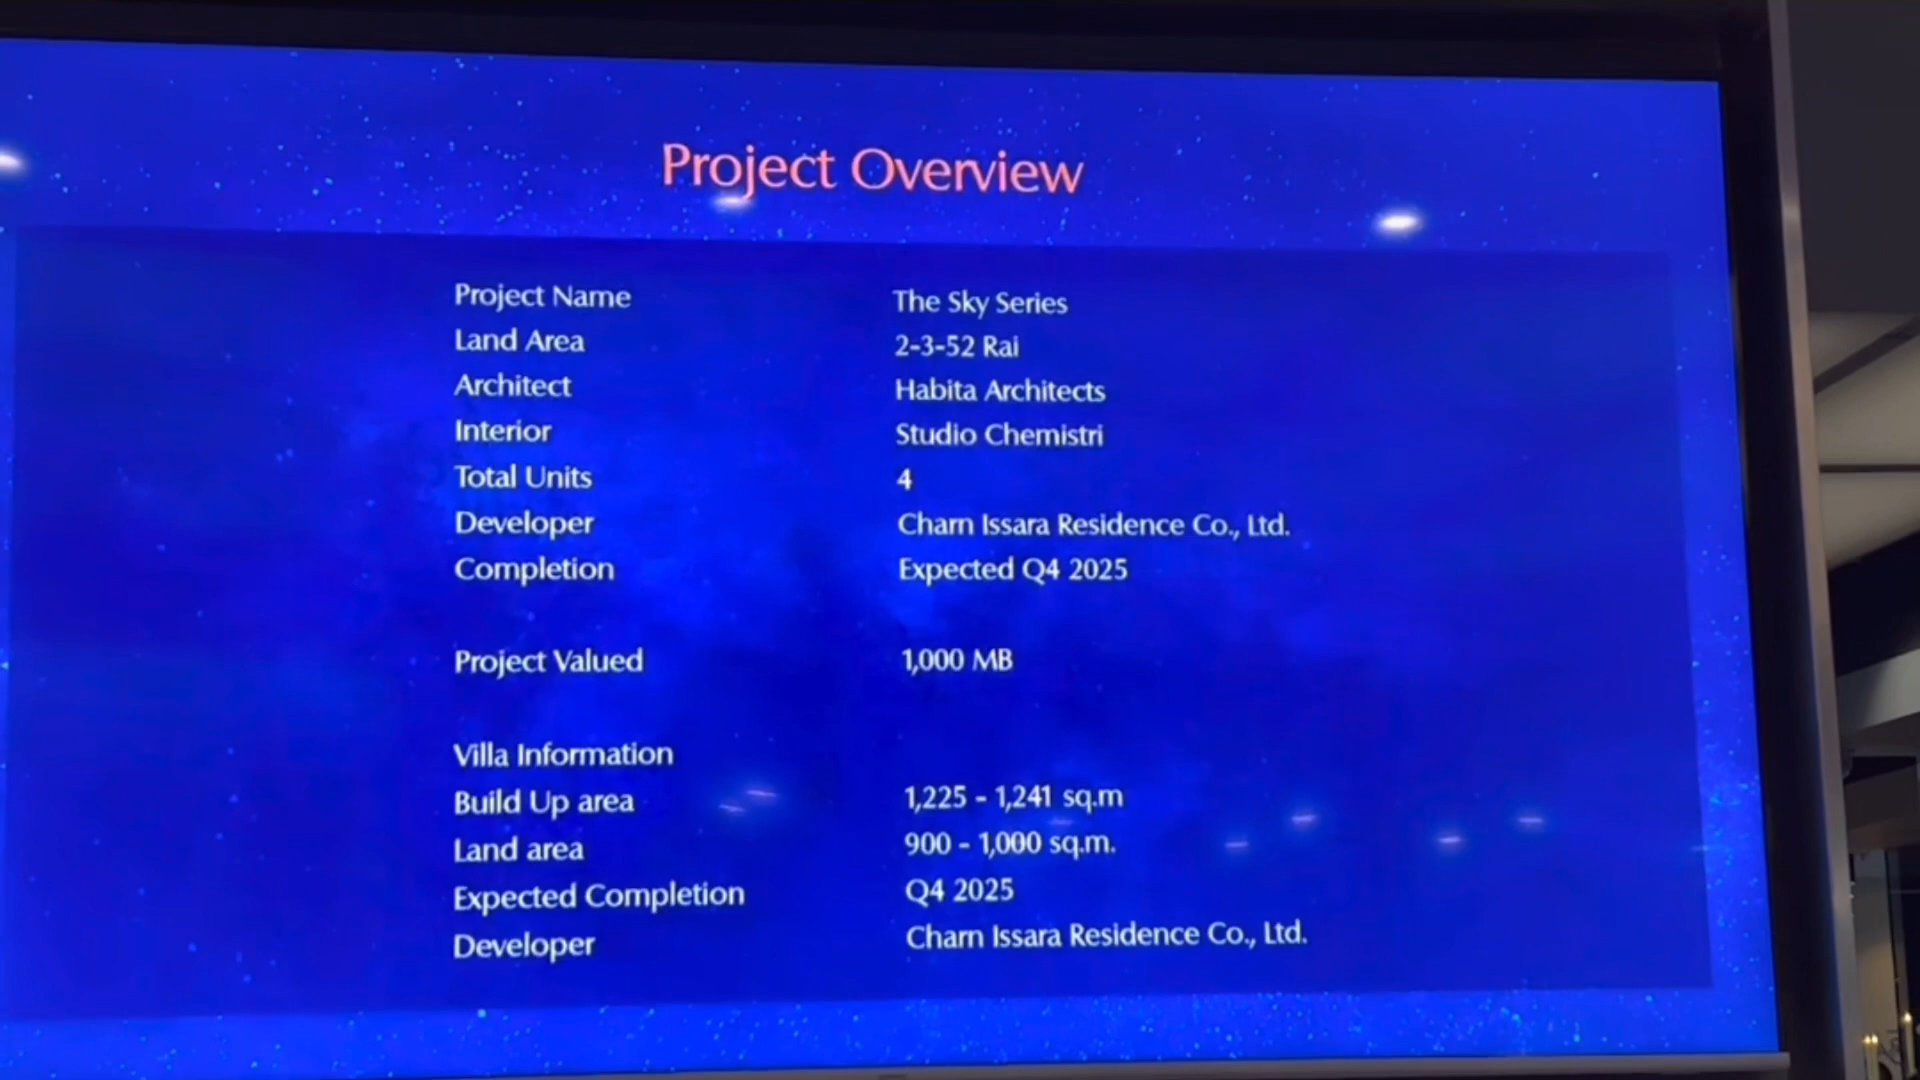 Project Overview
Project Name The Sky Series
Land Area 2-3-52 Rai
Architect Habita Architects
Interior Studio Chemistri
Total Units 4
Developer Charn Issara Residence Co., Ltd.
Completion Expected Q4 2025
Project Valued 1,000 MB
Villa Information
Build Up area 1,225 - 1,241 sq.m
Land area 900 - 1,000 sq.m.
Expected Completion Q4 2025
Developer Charn Issara Residence Co., Ltd.